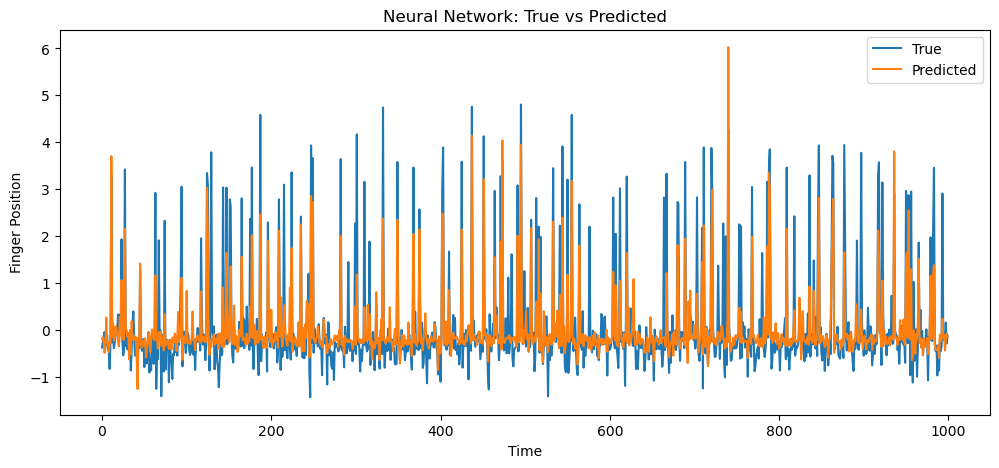 Neural Network: True vs Predicted
True
Predicted
Finger Position
6
5
4
3
2
1
0
−1
0
200
400
600
800
1000
Time